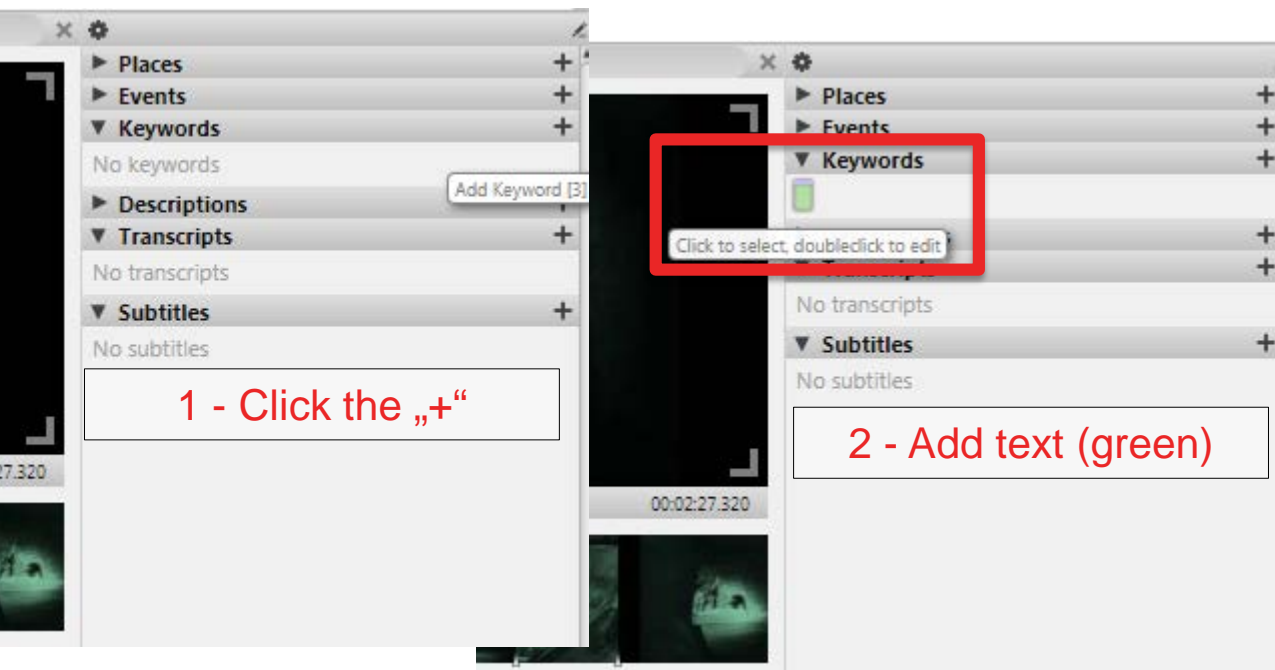 Places
Events
Keywords
No keywords
Add Keyword [3]
Descriptions
Transcripts
No transcripts
Subtitles
No subtitles
1 - Click the „+“
27.320
Places
Events
Keywords
Click to select, doubleclick to edit
Transcripts
No transcripts
Subtitles
No subtitles
2 - Add text (green)
00:02:27.320